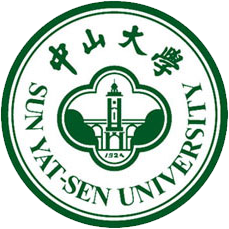 中山大學
SUN YAT-SEN UNIVERSITY
1924